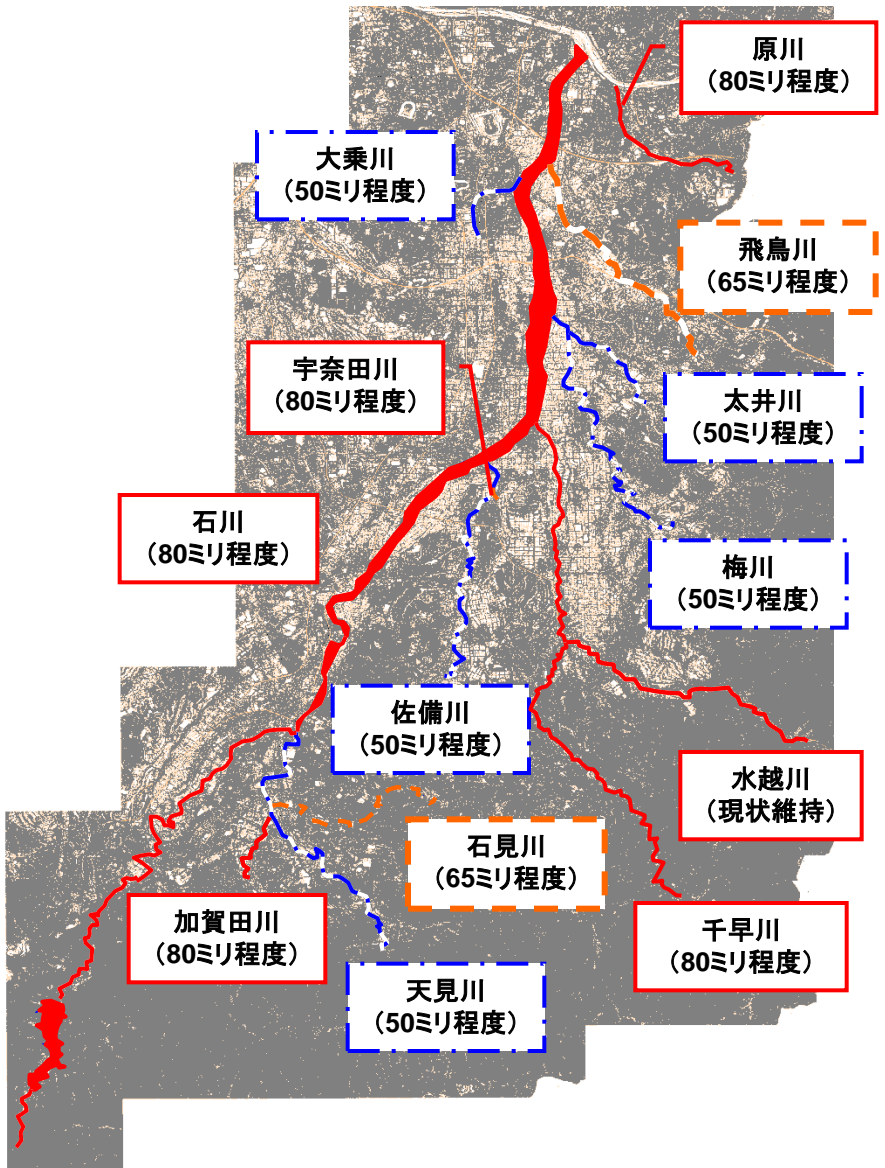 原川
（80ミリ程度）
大乗川
（50ミリ程度）
飛鳥川
（65ミリ程度）
宇奈田川
（80ミリ程度）
太井川
（50ミリ程度）
石川
（80ミリ程度）
梅川
（50ミリ程度）
佐備川
（50ミリ程度）
水越川
（現状維持）
石見川
（65ミリ程度）
加賀田川
（80ミリ程度）
千早川
（80ミリ程度）
天見川
（50ミリ程度）